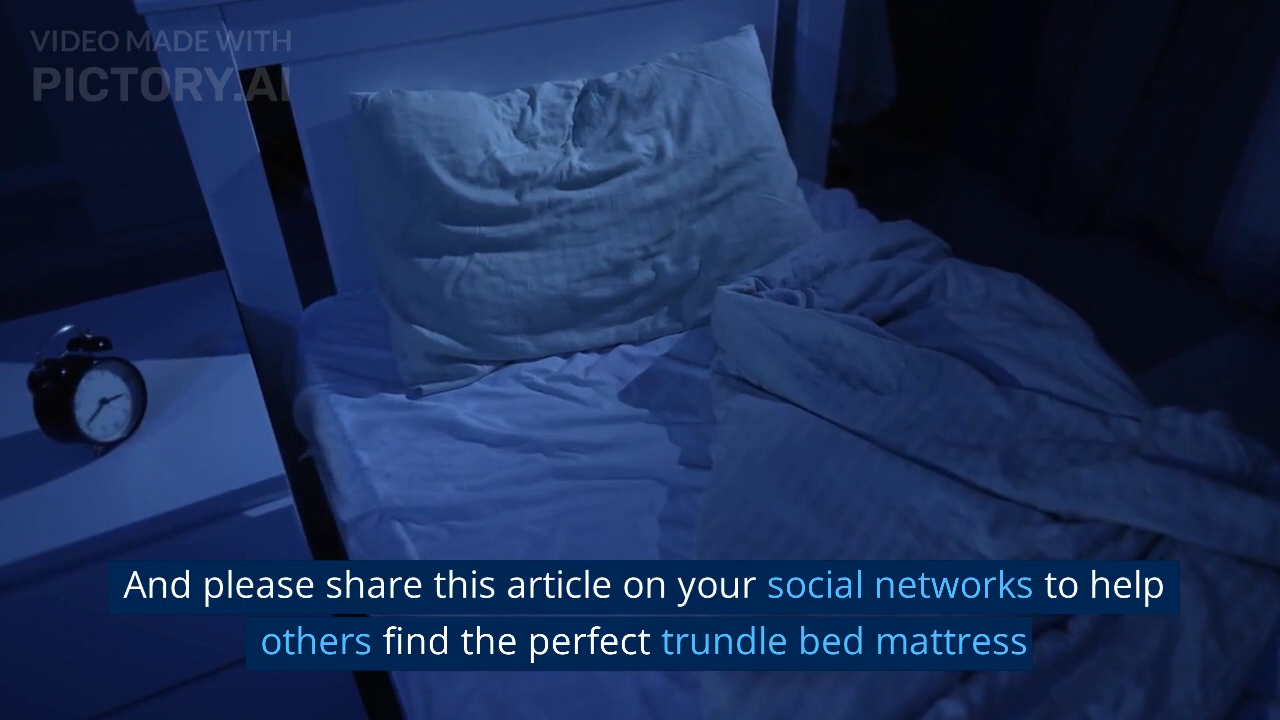 VIDEO MADE WITH
PICTORY.AI
And please share this article on your social networks to help
others find the perfect trundle bed mattress